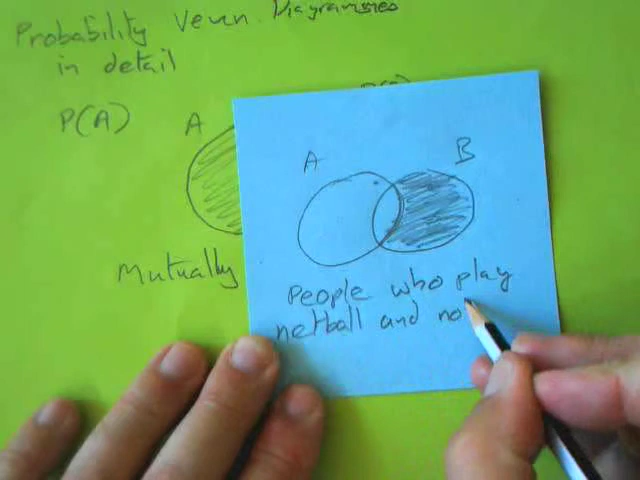 Probability Venn Diagrams
in detail
P(A)
A
Mutually
A
B
People who play
netball and no